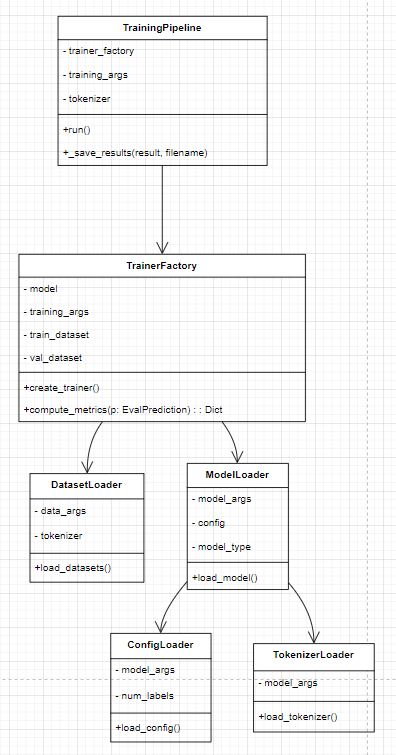 TrainingPipeline
- trainer_factory
- training_args
- tokenizer
+run()
+_save_results(result, filename)
TrainerFactory
- model
- training_args
- train_dataset
- val_dataset
+create_trainer()
+compute_metrics(p: EvalPrediction) : : Dict
DatasetLoader
- data_args
- tokenizer
+load_datasets()
ModelLoader
- model_args
- config
- model_type
+load_model()
ConfigLoader
- model_args
- num_labels
+load_config()
TokenizerLoader
- model_args
+load_tokenizer()